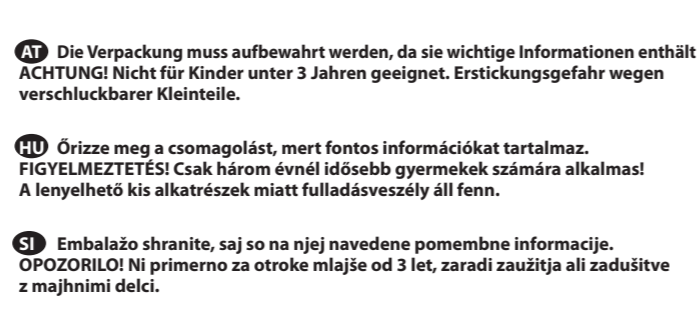 AT Die Verpackung muss aufbewahrt werden, da sie wichtige Informationen enthält
ACHTUNG! Nicht für Kinder unter 3 Jahren geeignet. Erstickungsgefahr wegen
verschluckbarer Kleinteile.
HU Őrizze meg a csomagolást, mert fontos információkat tartalmaz.
FIGYELMEZTETÉS! Csak három évnél idősebb gyermekek számára alkalmas!
A lenyelhető kis alkatrészek miatt fulladásveszély áll fenn.
SI Embalažo shranite, saj so na njej navedene pomembne informacije.
OPOZORILO! Ni primerno za otroke mlajše od 3 let, zaradi zaužitja ali zadušitve
z majhnimi delci.